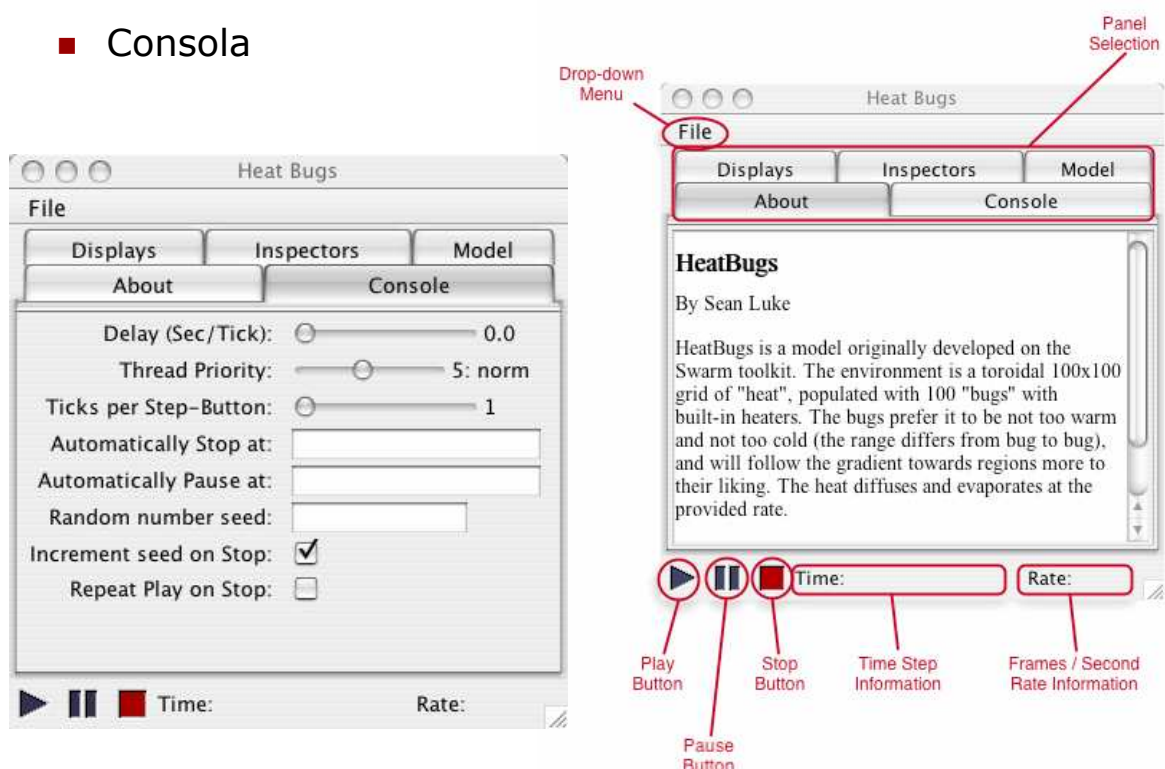 Consola
Heat Bugs
File
Displays
Inspectors
Model
About
Console
Delay (Sec/Tick):
0.0
Thread Priority:
5: norm
Ticks per Step-Button:
1
Automatically Stop at:
Automatically Pause at:
Random number seed:
Increment seed on Stop:
Repeat Play on Stop:
Time:
Rate:
Panel
Selection
Drop-down
Menu
Heat Bugs
File
Displays
Inspectors
Model
About
Console
HeatBugs
By Sean Luke
HeatBugs is a model originally developed on the
Swarm toolkit. The environment is a toroidal 100x100
grid of "heat", populated with 100 "bugs" with
built-in heaters. The bugs prefer it to be not too warm
and not too cold (the range differs from bug to bug),
and will follow the gradient towards regions more to
their liking. The heat diffuses and evaporates at the
provided rate.
Time:
Rate:
Play
Button
Stop
Button
Time Step
Information
Frames / Second
Rate Information
Pause
Button